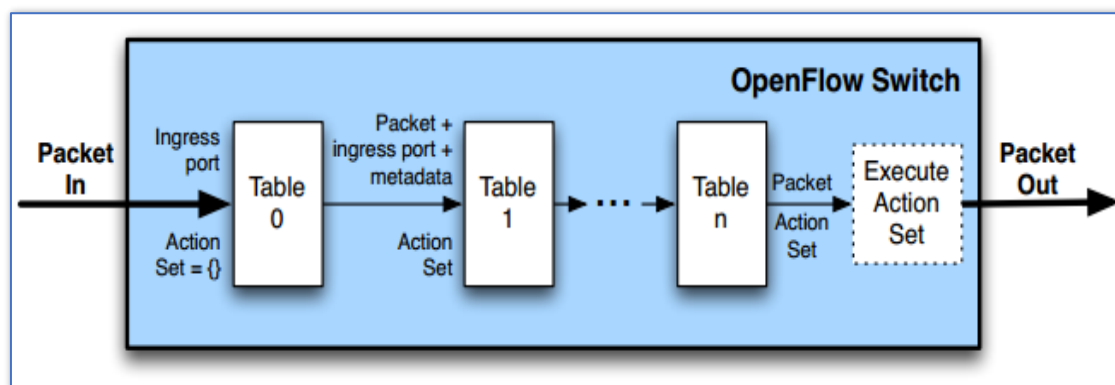 OpenFlow Switch
Packet
In
Ingress
port
Action
Set = {}
Table
0
Packet +
ingress port +
metadata
Action
Set
Table
1
...
Table
n
Packet
Action
Set
Execute
Action
Set
Packet
Out